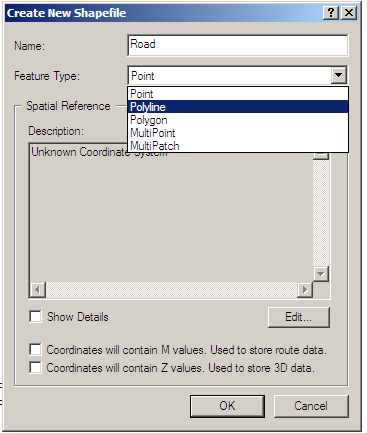 Create New Shapefile
Name:
Road
Feature Type:
Point
Point
Polyline
Polygon
MultiPoint
MultiPatch
Spatial Reference
Description:
Unknown Coordinate System
Show Details
Edit...
Coordinates will contain M values. Used to store route data.
Coordinates will contain Z values. Used to store 3D data.
OK
Cancel